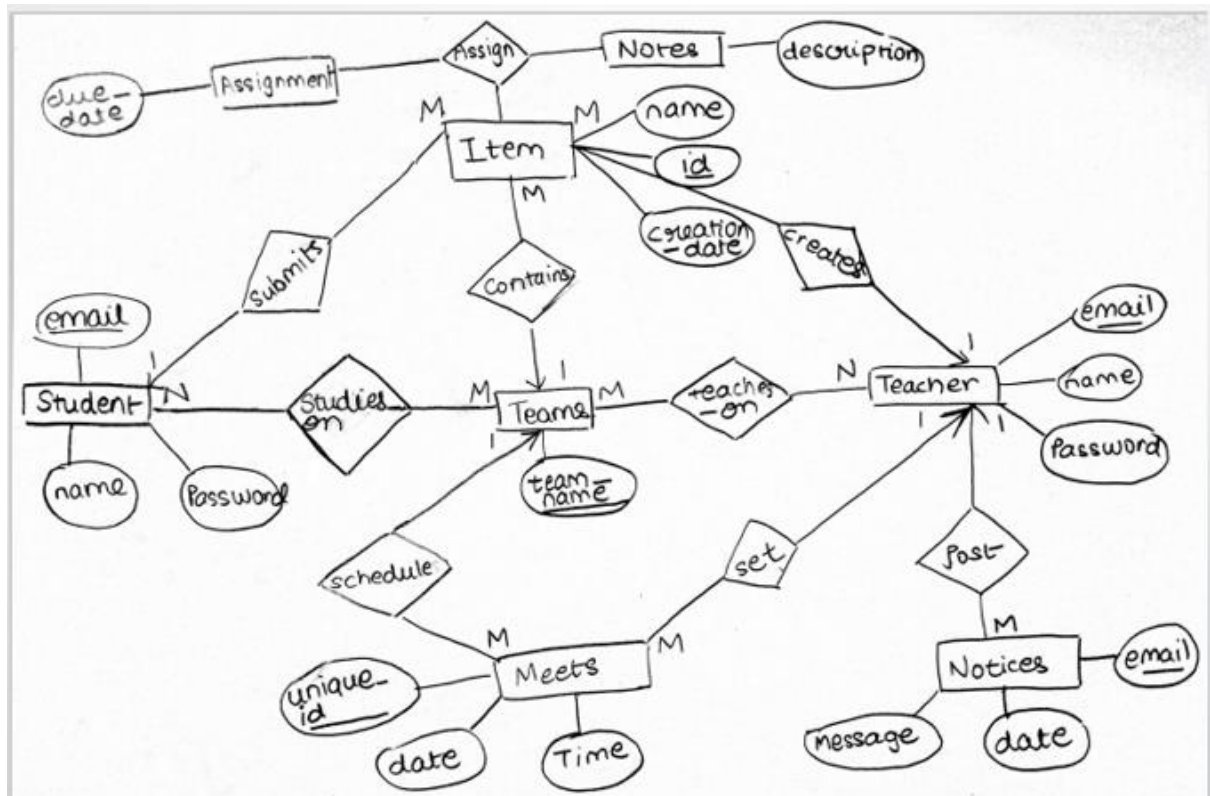 Assign
Notes
description
Assignment
due-
date
M
M
name
Item
id
M
creation
-date
creates
Submits
Contains
email
email
1
1
1
N
M
M
N
Teacher
name
Student
Studies
on
Teams
teaches
-on
1
1
1
Password
name
Password
team-
name
set
Post
schedule
M
M
M
Meets
Notices
email
unique-
id
message
date
date
Time